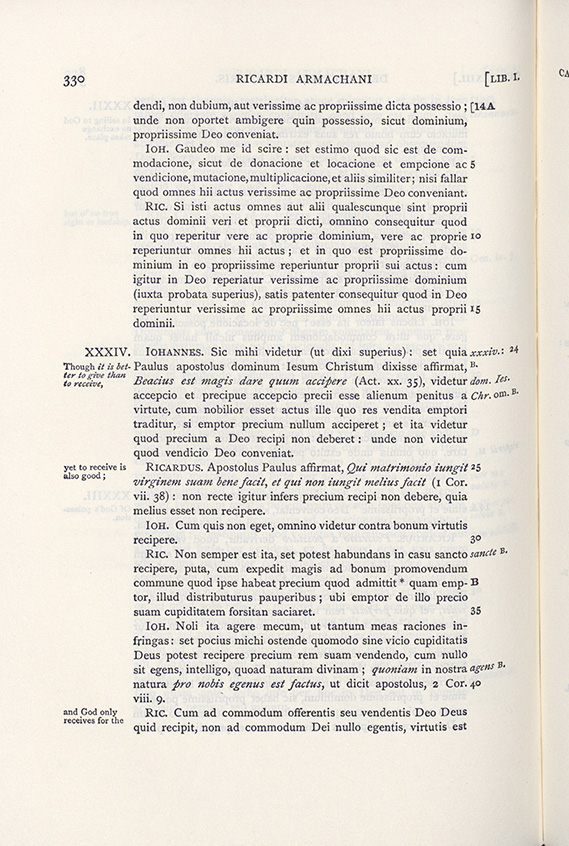 330 RICARDI ARMACHANI [LIB. I.
dendi, non dubium, aut verissime ac propriissime dicta possessio ; [14A
unde non oportet ambigere quin possessio, sicut dominium,
propriissime Deo conveniat.
IOH. Gaudeo me id scire : set estimo quod sic est de com-
modacione, sicut de donacione et locacione et empcione ac 5
vendicione, mutacione, multiplicacione, et aliis similiter; nisi fallar
quod omnes hii actus verissime ac propriissime Deo conveniant.
RIC. Si isti actus omnes aut alii qualescunque sint proprii
actus dominii veri et proprii dicti, omnino consequitur quod
in quo reperitur vere ac proprie dominium, vere ac proprie 10
reperiuntur omnes hii actus ; et in quo est propriissime do-
minium in eo propriissime reperiuntur proprii sui actus : cum
igitur in Deo reperiatur verissime ac propriissime dominium
(iuxta probata superius), satis patenter consequitur quod in Deo
reperiuntur verissime ac propriissime omnes hii actus proprii 15
dominii.
XXXIV. IOHANNES. Sic mihi videtur (ut dixi superius) : set quia xxxiv. : 24
Though it is bet- Paulus apostolus dominum Iesum Christum dixisse affirmat, B.
ter to give than Beacius est magis dare quum accipere (Act. xx. 35), videtur dom. Ies.
to receive, accepcio et precipue accepcio precii esse alienum penitus a Chr. om. B.
virtute, cum nobilior esset actus ille quo res vendita emptori
traditur, si emptor precium nullum acciperet ; et ita videtur
quod precium a Deo recipi non deberet : unde non videtur
quod vendicio Deo conveniat.
yet to receive is RICARDUS. Apostolus Paulus affirmat, Qui matrimonio iungit 25
also good ; virginem suam bene facit, et qui non iungit melius facit (1 Cor.
vii. 38) : non recte igitur infers precium recipi non debere, quia
melius esset non recipere.
IOH. Cum quis non eget, omnino videtur contra bonum virtutis
recipere. 30
RIC. Non semper est ita, set potest habundans in casu sancto sancte B.
recipere, puta, cum expedit magis ad bonum promovendum
commune quod ipse habeat precium quod admittit * quam emp- B
tor, illud distributurus pauperibus ; ubi emptor de illo precio
suam cupiditatem forsitan saciaret. 35
IOH. Noli ita agere mecum, ut tantum meas raciones in-
fringas : set pocius michi ostende quomodo sine vicio cupiditatis
Deus potest recipere precium rem suam vendendo, cum nullo
sit egens, intelligo, quoad naturam divinam ; quoniam in nostra agens B.
natura pro nobis egenus est factus, ut dicit apostolus, 2 Cor. 40
viii. 9.
and God only RIC. Cum ad commodum offerentis seu vendentis Deo Deus
receives for the quid recipit, non ad commodum Dei nullo egentis, virtutis est
CA